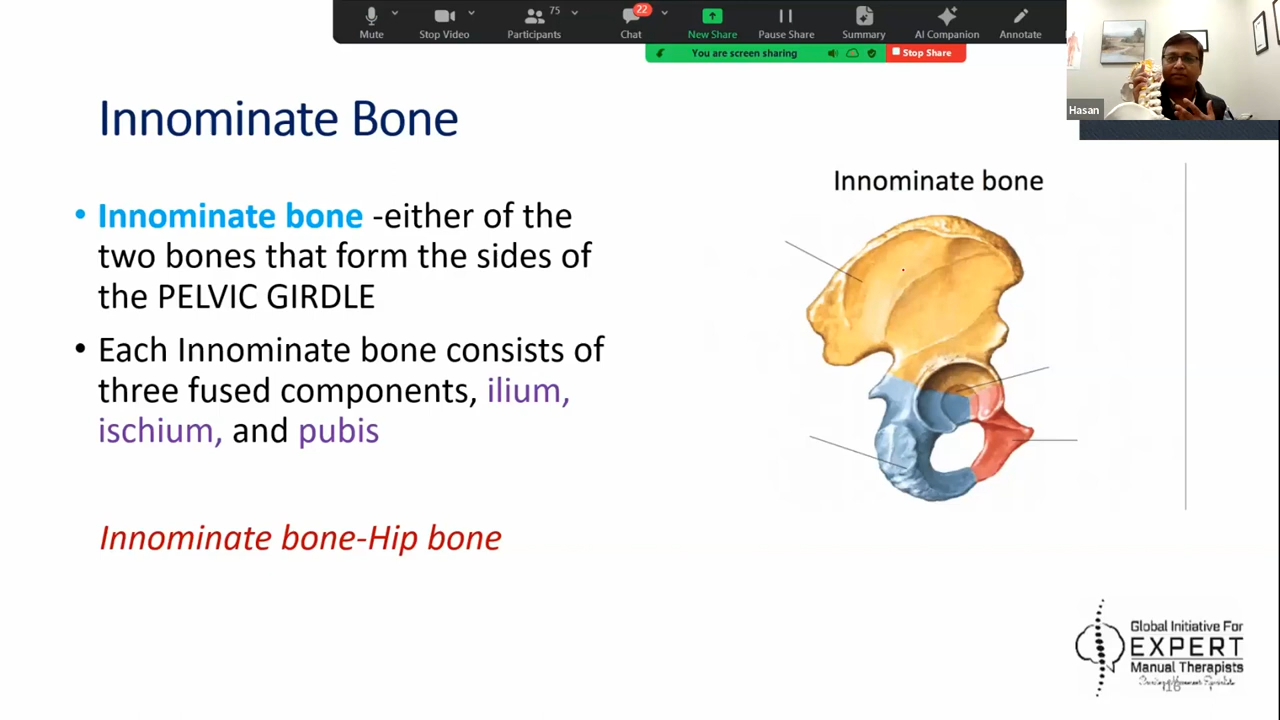 Mute
Stop Video
Participants
75
Chat
22
New Share
Pause Share
Summary
AI Companion
Annotate
You are screen sharing
Stop Share
Hasan
Innominate Bone
Innominate bone
• Innominate bone -either of the
two bones that form the sides of
the PELVIC GIRDLE
• Each Innominate bone consists of
three fused components, ilium,
ischium, and pubis
Innominate bone-Hip bone
Global Initiative For
EXPERT
Manual Therapists
16